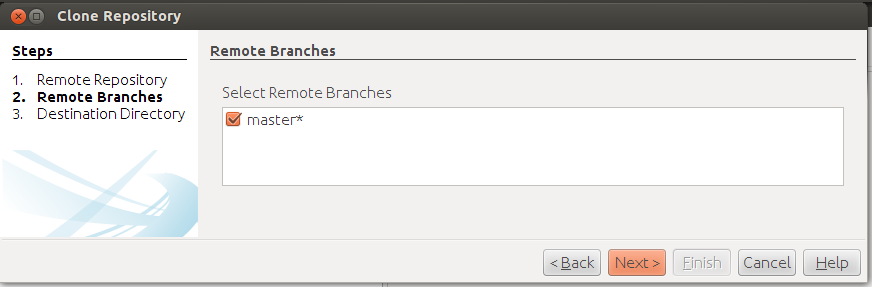 Clone Repository
Steps
1. Remote Repository
2. Remote Branches
3. Destination Directory
Remote Branches
Select Remote Branches
master*
< Back
Next >
Finish
Cancel
Help